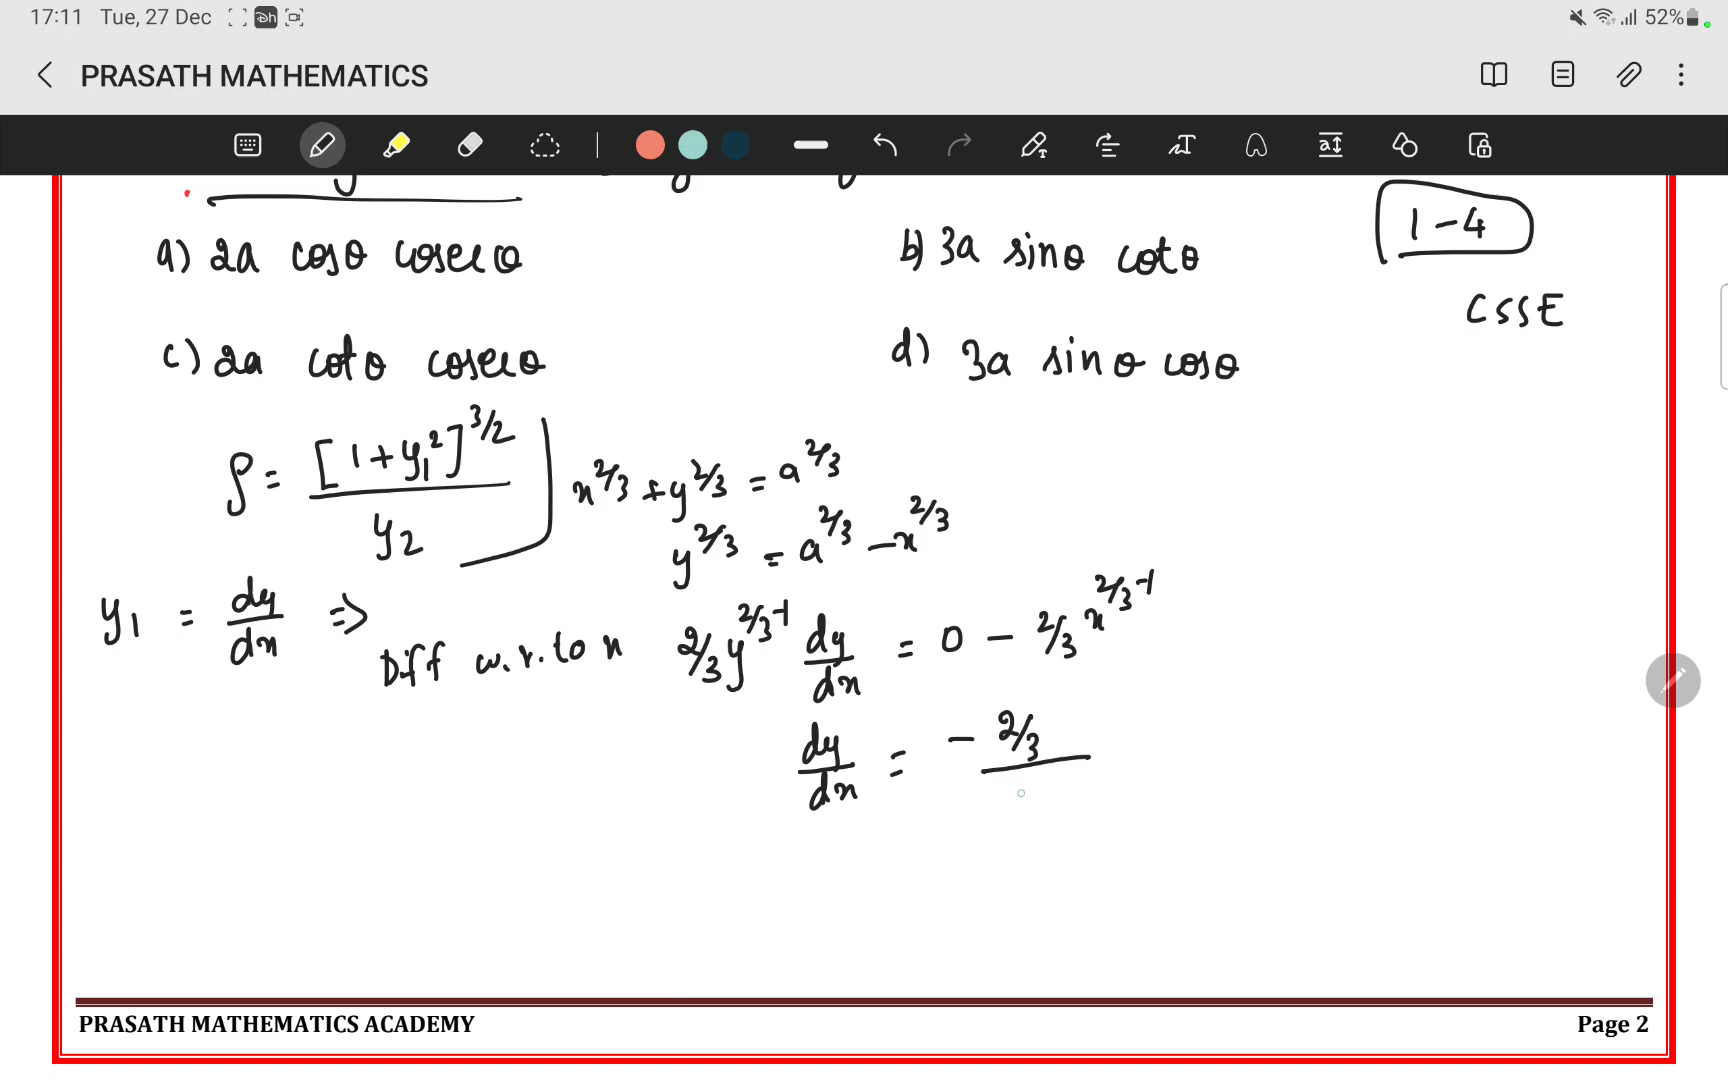 17:11 Tue, 27 Dec
52%
PRASATH MATHEMATICS
1 - 4
a) 2a cosθ cosecθ
b) 3a sinθ cotθ
CSSE
c) 2a cotθ cosecθ
d) 3a sinθ cosθ
ρ = [1 + y₁²]^3/2 / y₂
x^2/3 + y^2/3 = a^2/3
y^2/3 = a^2/3 - x^2/3
y₁ = dy/dx ⇒
Diff w.r.to x 2/3 y^2/3-1 dy/dx = 0 - 2/3 x^2/3-1
dy/dx = - 2/3
PRASATH MATHEMATICS ACADEMY
Page 2